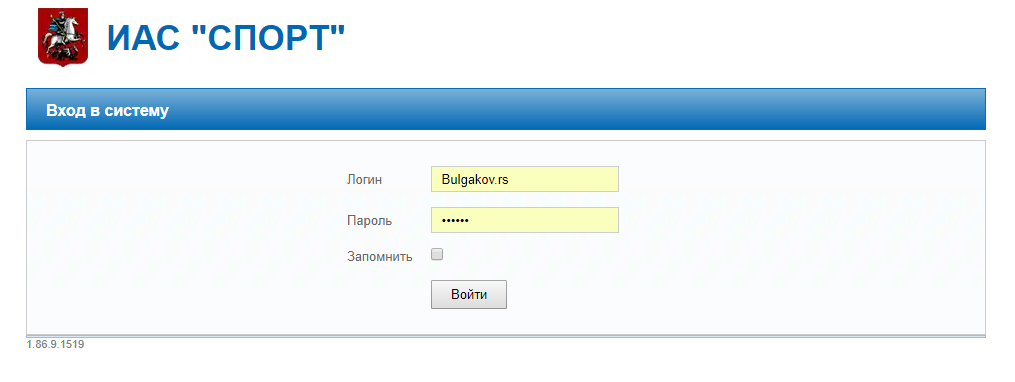 ИАС "СПОРТ"
Вход в систему
Логин Bulgakov.rs
Пароль ••••••
Запомнить
Войти
1.86.9.1519